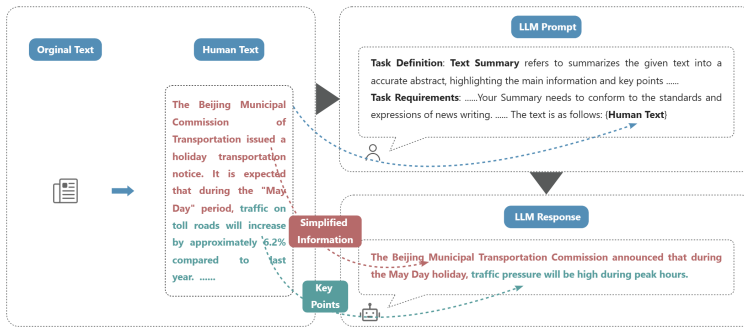 Orginal Text
Human Text
The Beijing Municipal
Commission of
Transportation issued a
holiday transportation
notice. It is expected
that during the "May
Day" period, traffic on
toll roads will increase
by approximately 6.2%
compared to last
year. ......
Simplified
Information
Key
Points
LLM Prompt
Task Definition: Text Summary refers to summarizes the given text into a
accurate abstract, highlighting the main information and key points ......
Task Requirements: ......Your Summary needs to conform to the standards and
expressions of news writing. ...... The text is as follows: {Human Text}
LLM Response
The Beijing Municipal Transportation Commission announced that during
the May Day holiday, traffic pressure will be high during peak hours.